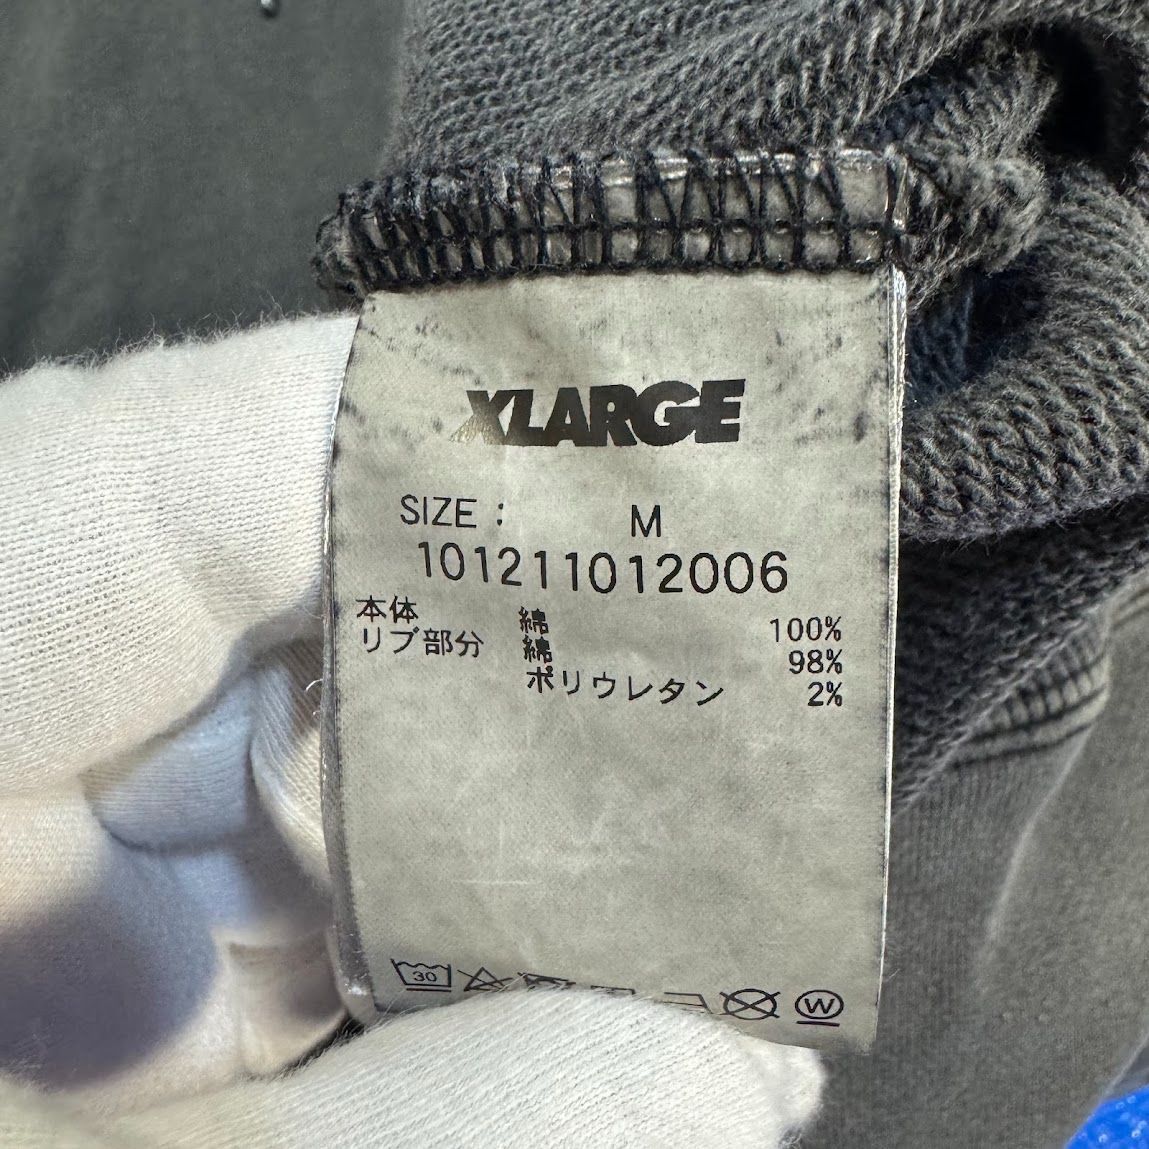 XLARGE
SIZE : M
101211012006
本体 綿 100%
リブ部分 綿 98%
ポリウレタン 2%
30
W